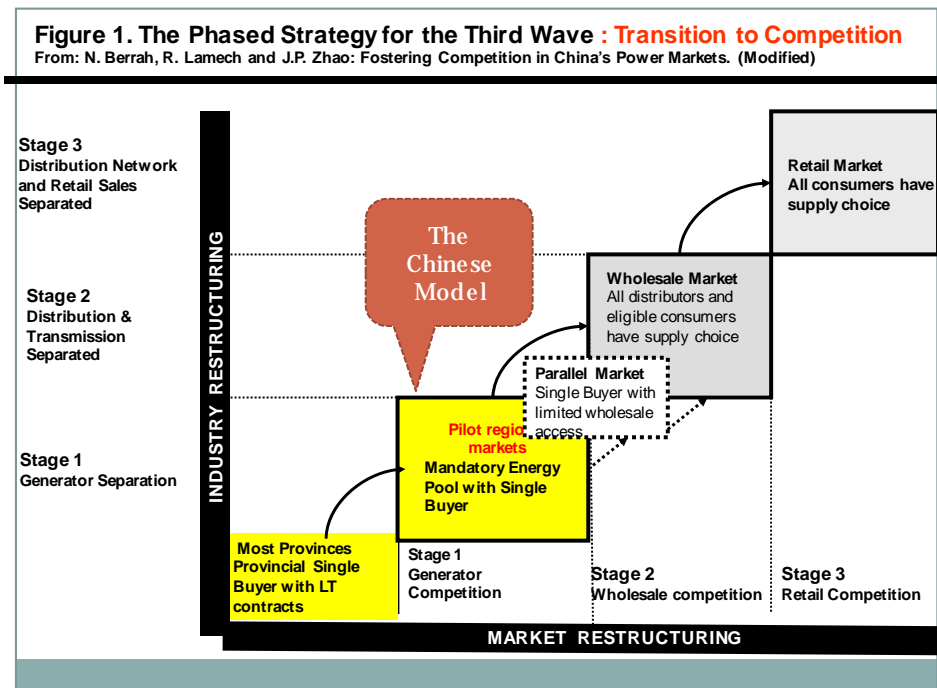 Figure 1. The Phased Strategy for the Third Wave : Transition to Competition
From: N. Berrah, R. Lamech and J.P. Zhao: Fostering Competition in China's Power Markets. (Modified)
Stage 3
Distribution Network
and Retail Sales
Separated
Stage 2
Distribution &
Transmission
Separated
Stage 1
Generator Separation
INDUSTRY RESTRUCTURING
The
Chinese
Model
Retail Market
All consumers have
supply choice
Wholesale Market
All distributors and
eligible consumers
have supply choice
Parallel Market
Single Buyer with
limited wholesale
access
Pilot regio
markets
Mandatory Energy
Pool with Single
Buyer
Most Provinces
Provincial Single
Buyer with LT
contracts
Stage 1
Generator
Competition
Stage 2
Wholesale competition
Stage 3
Retail Competition
MARKET RESTRUCTURING